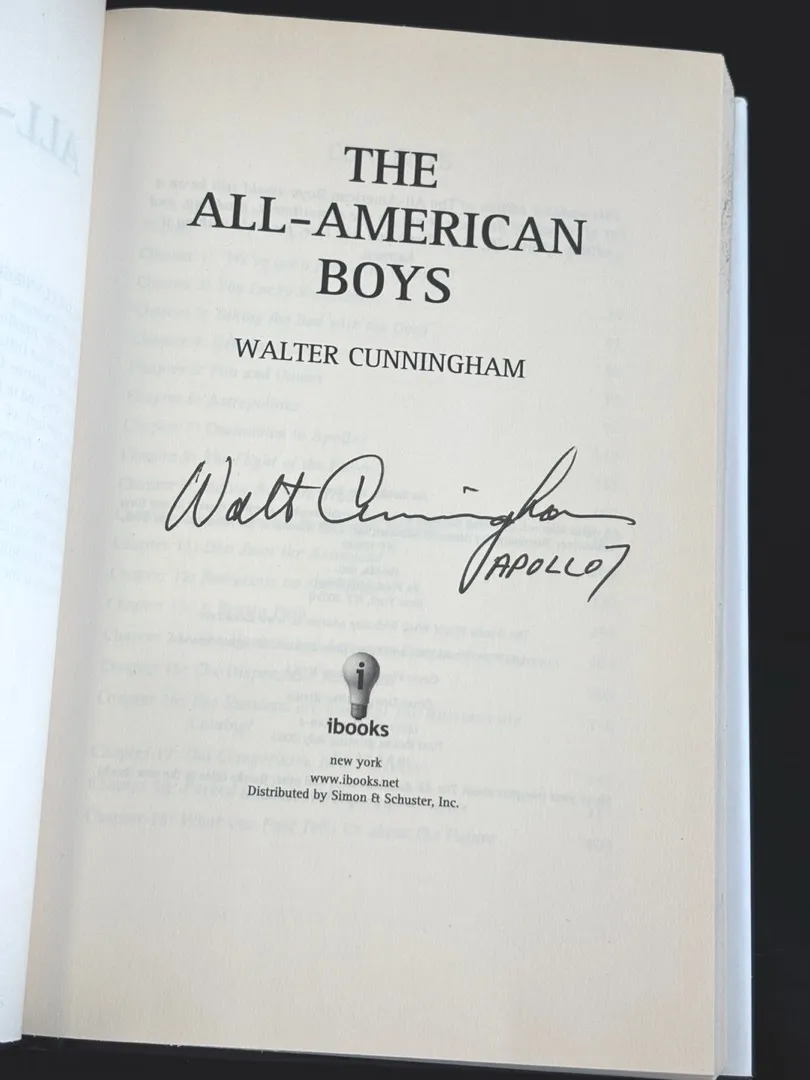 THE
ALL-AMERICAN
BOYS
WALTER CUNNINGHAM
Walt Cunningham
APOLLO 7
i
ibooks
new york
www.ibooks.net
Distributed by Simon & Schuster, Inc.